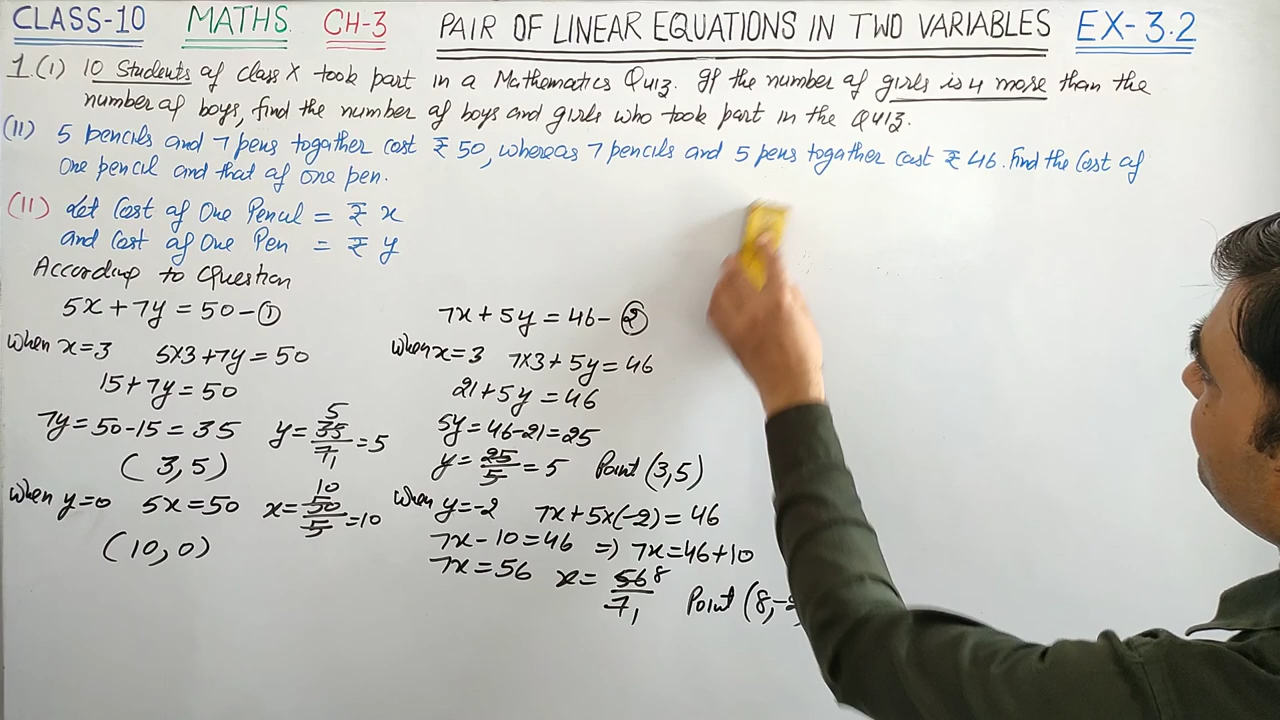 CLASS-10 MATHS CH-3 PAIR OF LINEAR EQUATIONS IN TWO VARIABLES EX-3.2
1.(I) 10 Students of class X took part in a Mathematics Quiz. If the number of girls is 4 more than the
number of boys, find the number of boys and girls who took part in the Quiz.
(II) 5 pencils and 7 pens togather cost ₹ 50, whereas 7 pencils and 5 pens togather cost ₹ 46. Find the cost of
One pencil and that of one pen.
(II) Let Cost of One Pencil = ₹ x
and Cost of One Pen = ₹ y
According to Question
5x + 7y = 50 - ①
when x=3 5×3+7y = 50
15+7y = 50
7y = 50-15 = 35 y = 35/7 = 5
5
1
(3,5)
when y=0 5x = 50 x = 50/5 = 10
10
(10,0)
7x + 5y = 46 - ②
when x=3 7×3 + 5y = 46
21 + 5y = 46
5y = 46-21 = 25
y = 25/5 = 5 Point (3,5)
when y=-2 7x + 5×(-2) = 46
7x - 10 = 46 => 7x = 46+10
7x = 56 x = 56/7
8
1
Point (8,-